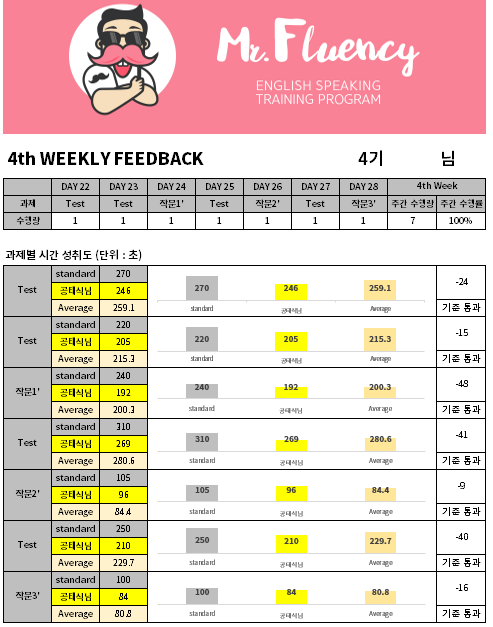 Mr. Fluency
ENGLISH SPEAKING
TRAINING PROGRAM
4th WEEKLY FEEDBACK 4기 님
DAY 22 DAY 23 DAY 24 DAY 25 DAY 26 DAY 27 DAY 28 4th Week
과제 Test Test 작문1' Test 작문2' Test 작문3' 주간 수행량 주간 수행률
수행량 1 1 1 1 1 1 1 7 100%
과제별 시간 성취도 (단위 : 초)
Test
standard 270
공태식님 246
Average 259.1
270 246 259.1
standard 공태식님 Average
-24
기준 통과
Test
standard 220
공태식님 205
Average 215.3
220 205 215.3
standard 공태식님 Average
-15
기준 통과
작문1'
standard 240
공태식님 192
Average 200.3
240 192 200.3
standard 공태식님 Average
-48
기준 통과
Test
standard 310
공태식님 269
Average 280.6
310 269 280.6
standard 공태식님 Average
-41
기준 통과
작문2'
standard 105
공태식님 96
Average 84.4
105 96 84.4
standard 공태식님 Average
-9
기준 통과
Test
standard 250
공태식님 210
Average 229.7
250 210 229.7
standard 공태식님 Average
-40
기준 통과
작문3'
standard 100
공태식님 84
Average 80.8
100 84 80.8
standard 공태식님 Average
-16
기준 통과